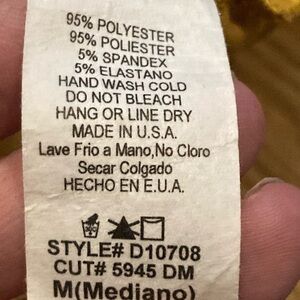 95% POLYESTER
95% POLIESTER
5% SPANDEX
5% ELASTANO
HAND WASH COLD
DO NOT BLEACH
HANG OR LINE DRY
MADE IN U.S.A.
Lave Frio a Mano,No Cloro
Secar Colgado
HECHO EN E.U.A.
STYLE# D10708
CUT# 5945 DM
M(Mediano)